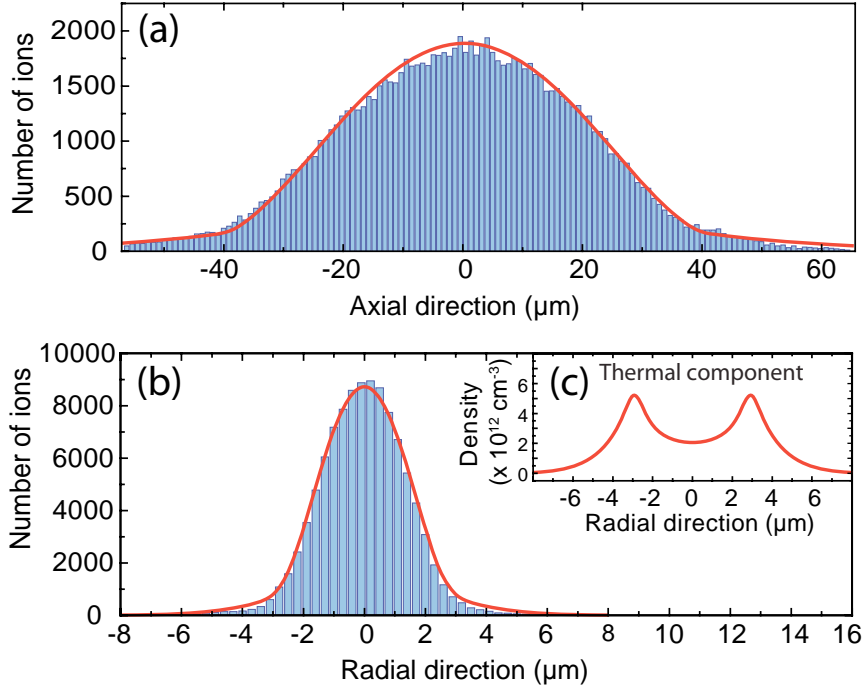 (a)
Number of ions
2000
1500
1000
500
0
-40 -20 0 20 40 60
Axial direction (µm)
(b)
Number of ions
10000
8000
6000
4000
2000
0
-8 -6 -4 -2 0 2 4 6 8 10 12 14 16
Radial direction (µm)
(c)
Thermal component
Density
(x 10¹² cm⁻³)
6
4
2
0
-6 -4 -2 0 2 4 6
Radial direction (µm)